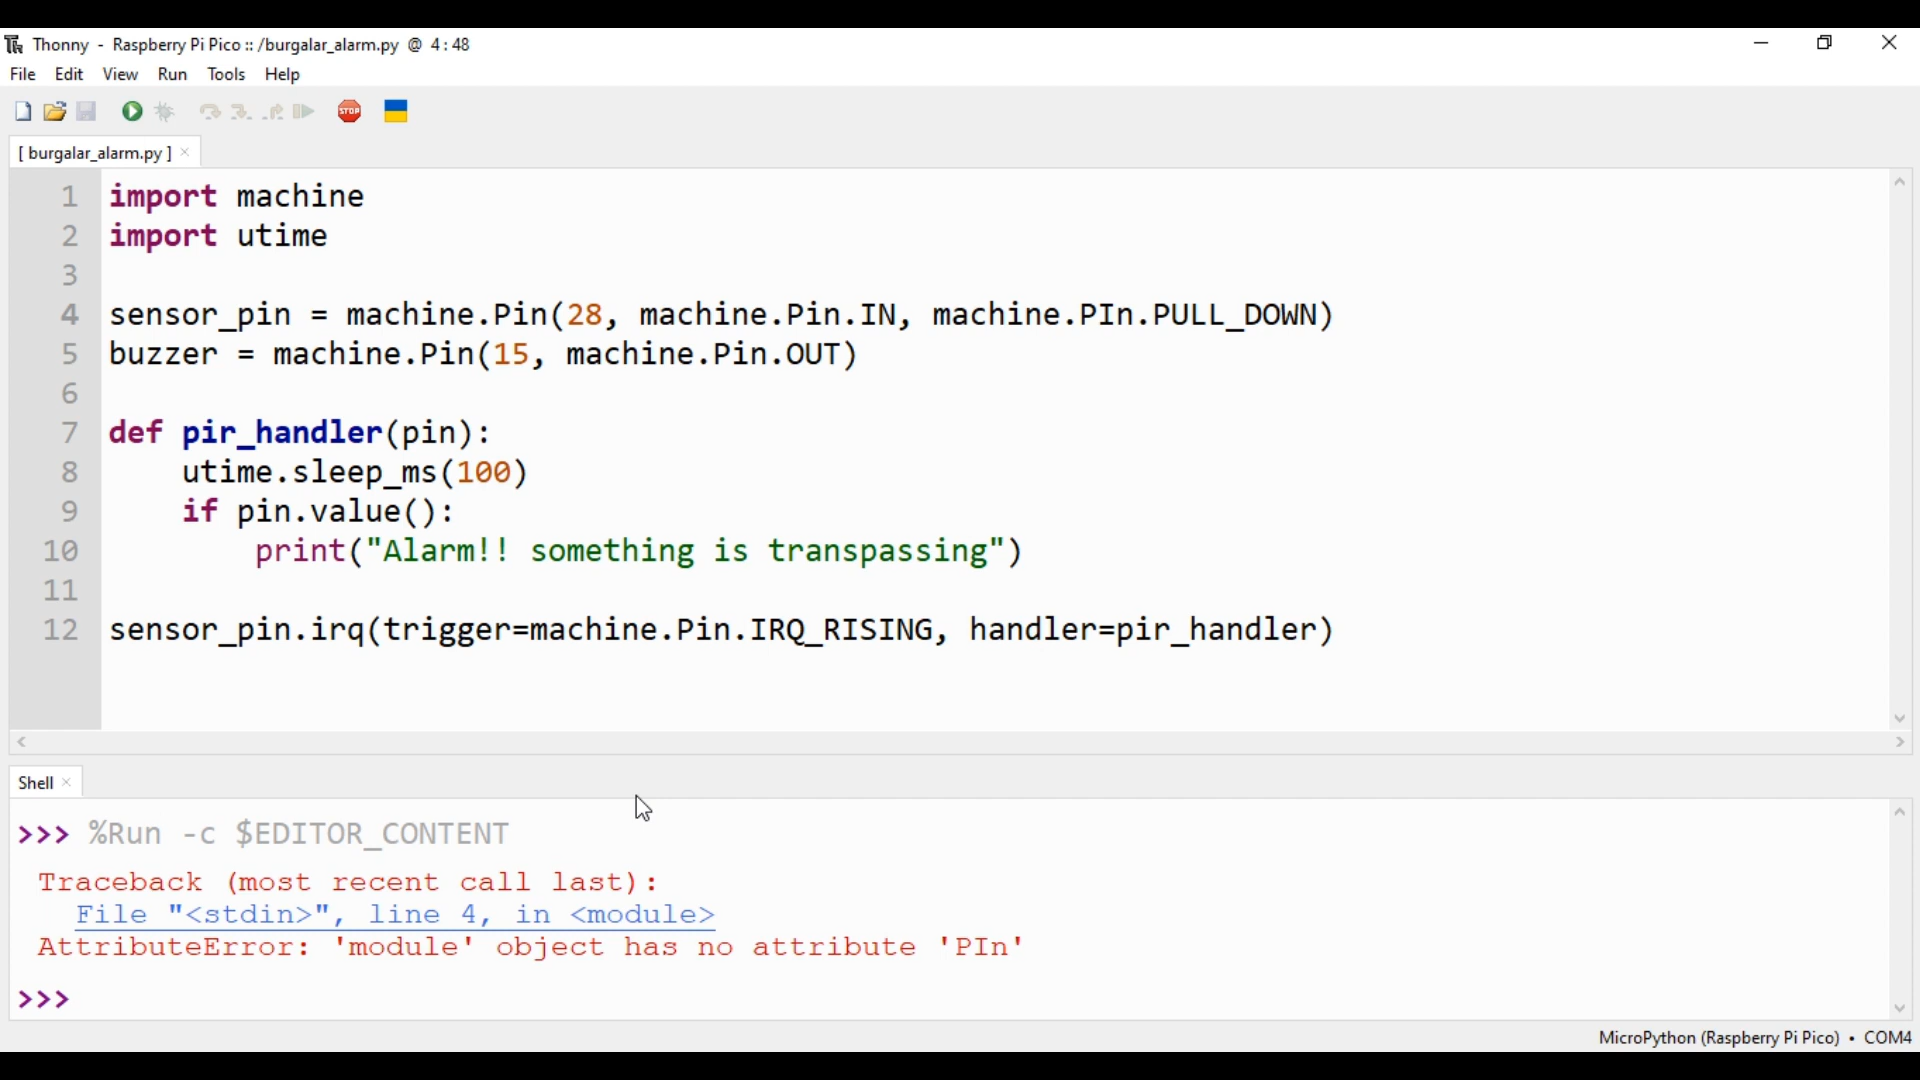 Thonny - Raspberry Pi Pico :: /burgalar_alarm.py @ 4:48
File Edit View Run Tools Help
STOP
[ burgalar_alarm.py ] ×
1 import machine
2 import utime
3
4 sensor_pin = machine.Pin(28, machine.Pin.IN, machine.PIn.PULL_DOWN)
5 buzzer = machine.Pin(15, machine.Pin.OUT)
6
7 def pir_handler(pin):
8     utime.sleep_ms(100)
9     if pin.value():
10         print("Alarm!! something is transpassing")
11
12 sensor_pin.irq(trigger=machine.Pin.IRQ_RISING, handler=pir_handler)
Shell ×
>>> %Run -c $EDITOR_CONTENT
Traceback (most recent call last):
  File "<stdin>", line 4, in <module>
AttributeError: 'module' object has no attribute 'PIn'
>>>
MicroPython (Raspberry Pi Pico) • COM4